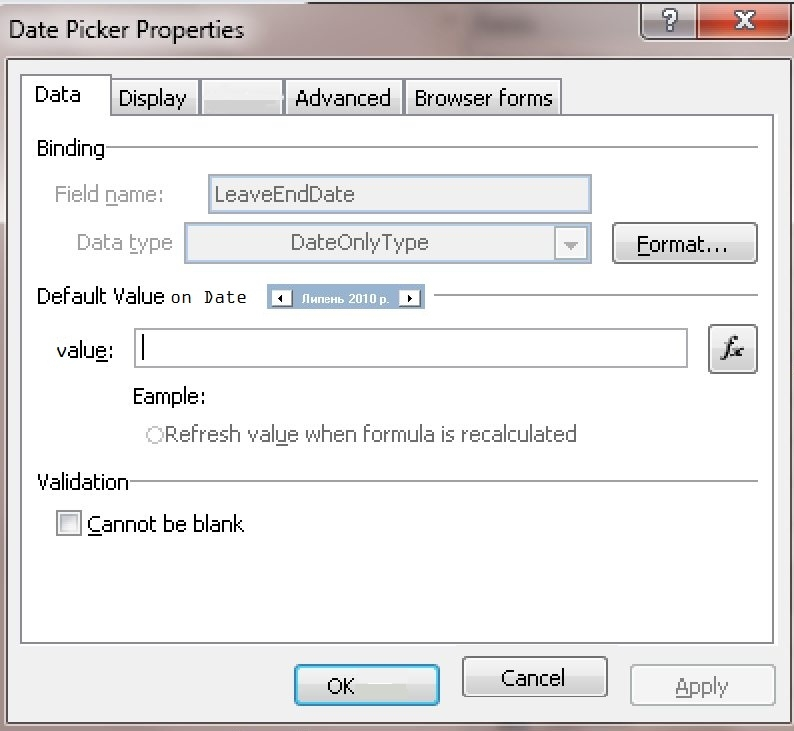 Date Picker Properties ? X
Data Display Advanced Browser forms
Binding
Field name: LeaveEndDate
Data type DateOnlyType Format...
Default Value on Date Липень 2010 р.
value: fx
Eample:
Refresh value when formula is recalculated
Validation
Cannot be blank
OK Cancel Apply